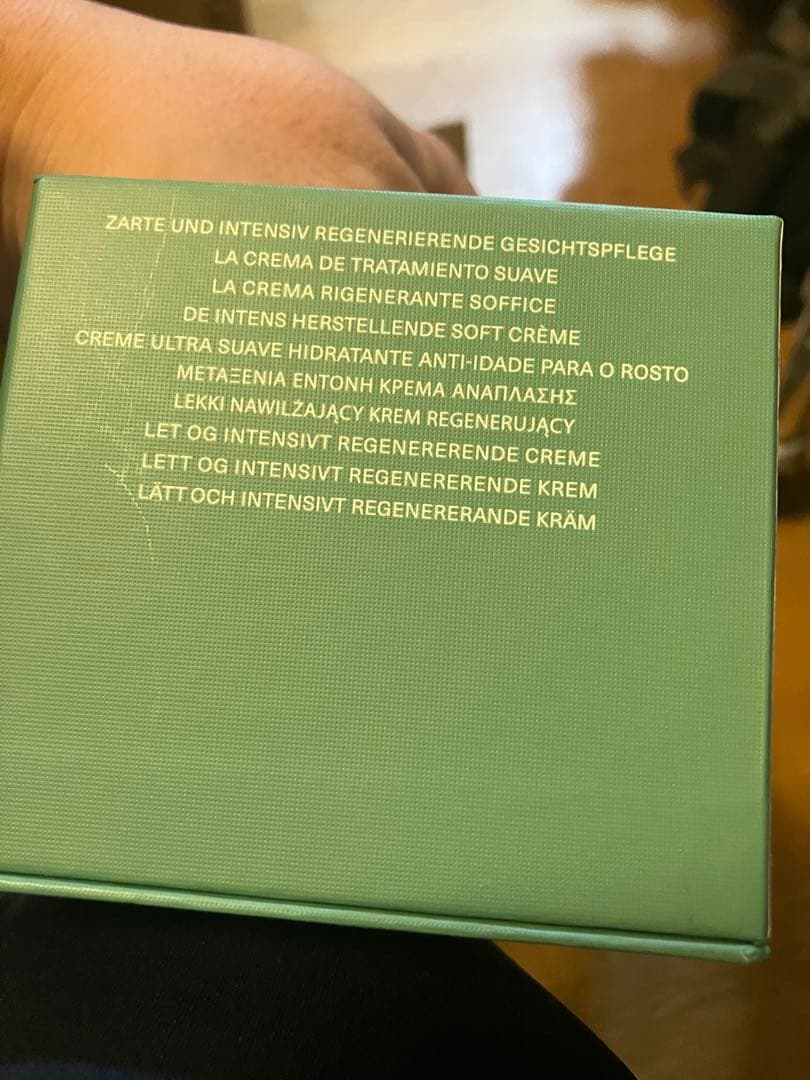 ZARTE UND INTENSIV REGENERIERENDE GESICHTSPFLEGE
LA CREMA DE TRATAMIENTO SUAVE
LA CREMA RIGENERANTE SOFFICE
DE INTENS HERSTELLENDE SOFT CRÈME
CREME ULTRA SUAVE HIDRATANTE ANTI-IDADE PARA O ROSTO
ΜΕΤΑΞΕΝΙΑ ΕΝΤΟΝΗ ΚΡΕΜΑ ΑΝΑΠΛΑΣΗΣ
LEKKI NAWILŻAJĄCY KREM REGENERUJĄCY
LET OG INTENSIVT REGENERERENDE CREME
LETT OG INTENSIVT REGENERERENDE KREM
LÄTT OCH INTENSIVT REGENERERANDE KRÄM